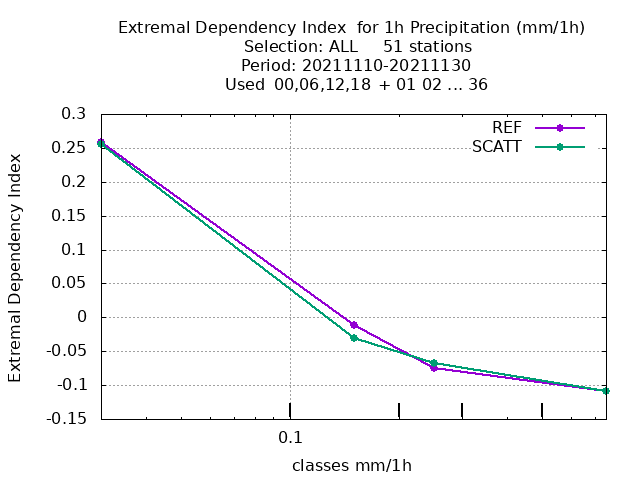 Extremal Dependency Index  for 1h Precipitation (mm/1h)
Selection: ALL     51 stations
Period: 20211110-20211130
Used  00,06,12,18 + 01 02 ... 36
REF
SCATT
Extremal Dependency Index
0.3
0.25
0.2
0.15
0.1
0.05
0
-0.05
-0.1
-0.15
0.1
classes mm/1h